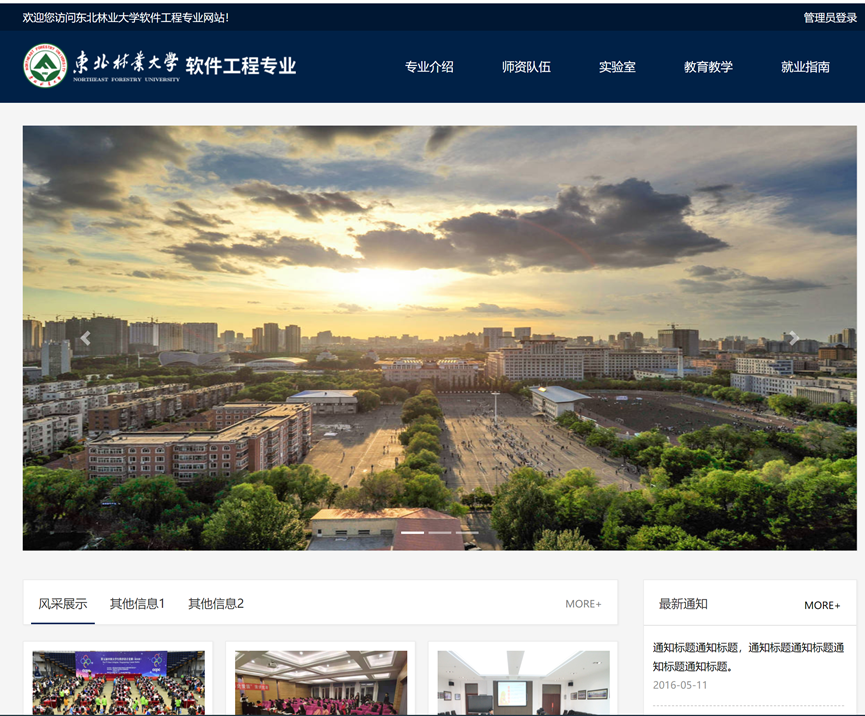 欢迎您访问东北林业大学软件工程专业网站！
管理员登录
东北林业大学 软件工程专业
NORTHEAST FORESTRY UNIVERSITY
专业介绍 师资队伍 实验室 教育教学 就业指南
风采展示 其他信息1 其他信息2 MORE+
最新通知 MORE+
通知标题通知标题，通知标题通知标题通
知标题通知标题。
2016-05-11